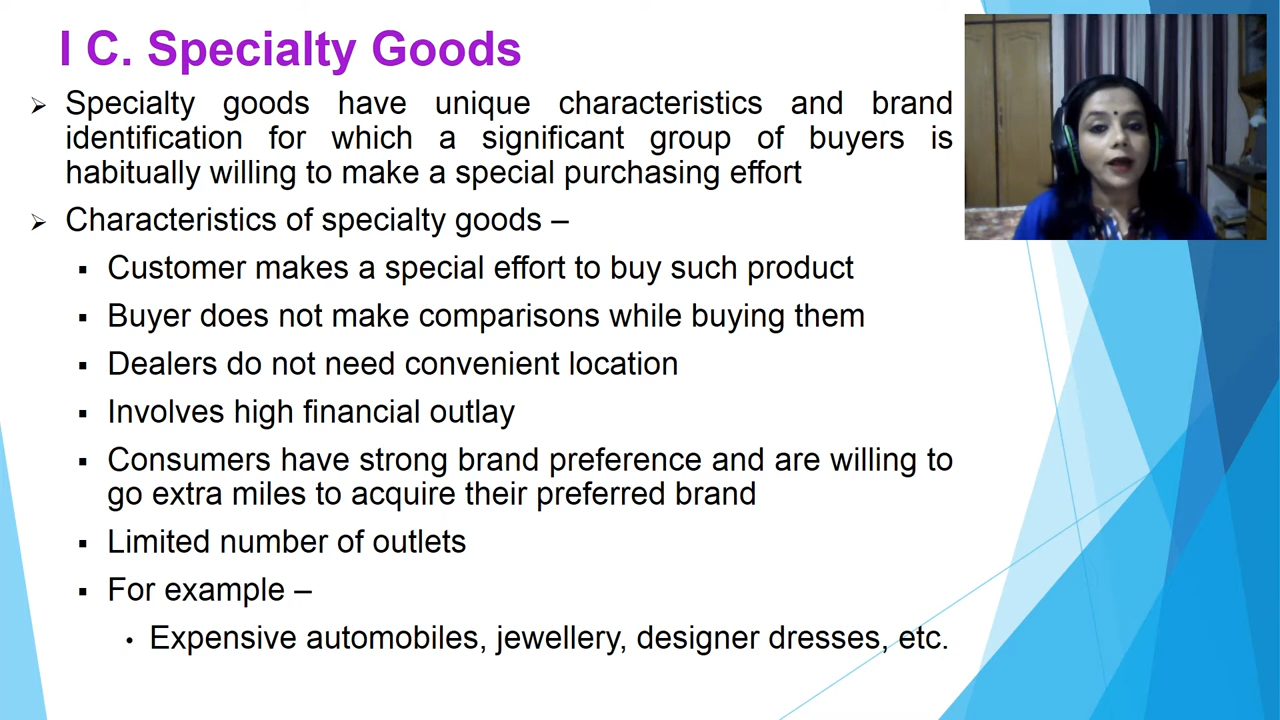 I C. Specialty Goods
Specialty goods have unique characteristics and brand
identification for which a significant group of buyers is
habitually willing to make a special purchasing effort
Characteristics of specialty goods –
Customer makes a special effort to buy such product
Buyer does not make comparisons while buying them
Dealers do not need convenient location
Involves high financial outlay
Consumers have strong brand preference and are willing to
go extra miles to acquire their preferred brand
Limited number of outlets
For example –
Expensive automobiles, jewellery, designer dresses, etc.